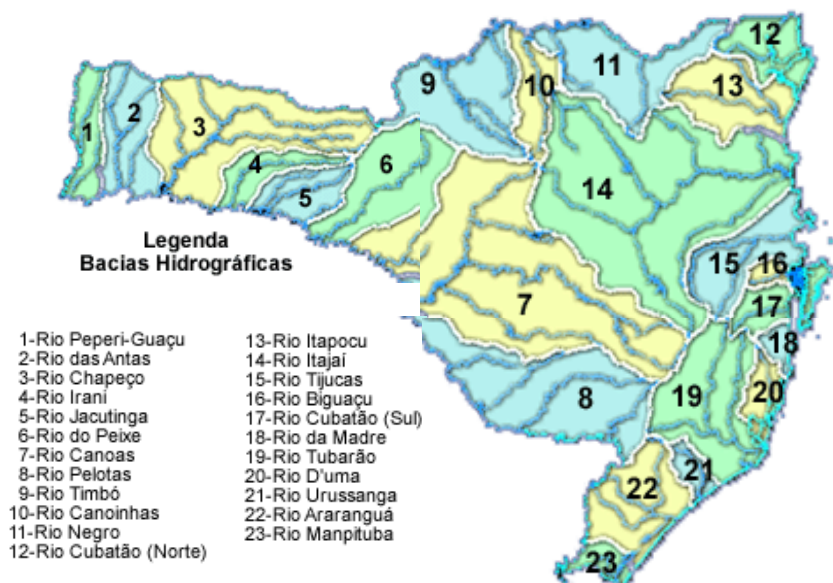 12
11
9
10
13
1
2
3
4
6
5
14
Legenda
Bacias Hidrográficas
15
16
7
17
18
8
19
20
21
22
23
1-Rio Peperi-Guaçu
2-Rio das Antas
3-Rio Chapeço
4-Rio Irani
5-Rio Jacutinga
6-Rio do Peixe
7-Rio Canoas
8-Rio Pelotas
9-Rio Timbó
10-Rio Canoinhas
11-Rio Negro
12-Rio Cubatão (Norte)
13-Rio Itapocu
14-Rio Itajaí
15-Rio Tijucas
16-Rio Biguaçu
17-Rio Cubatão (Sul)
18-Rio da Madre
19-Rio Tubarão
20-Rio D'uma
21-Rio Urussanga
22-Rio Araranguá
23-Rio Manpituba